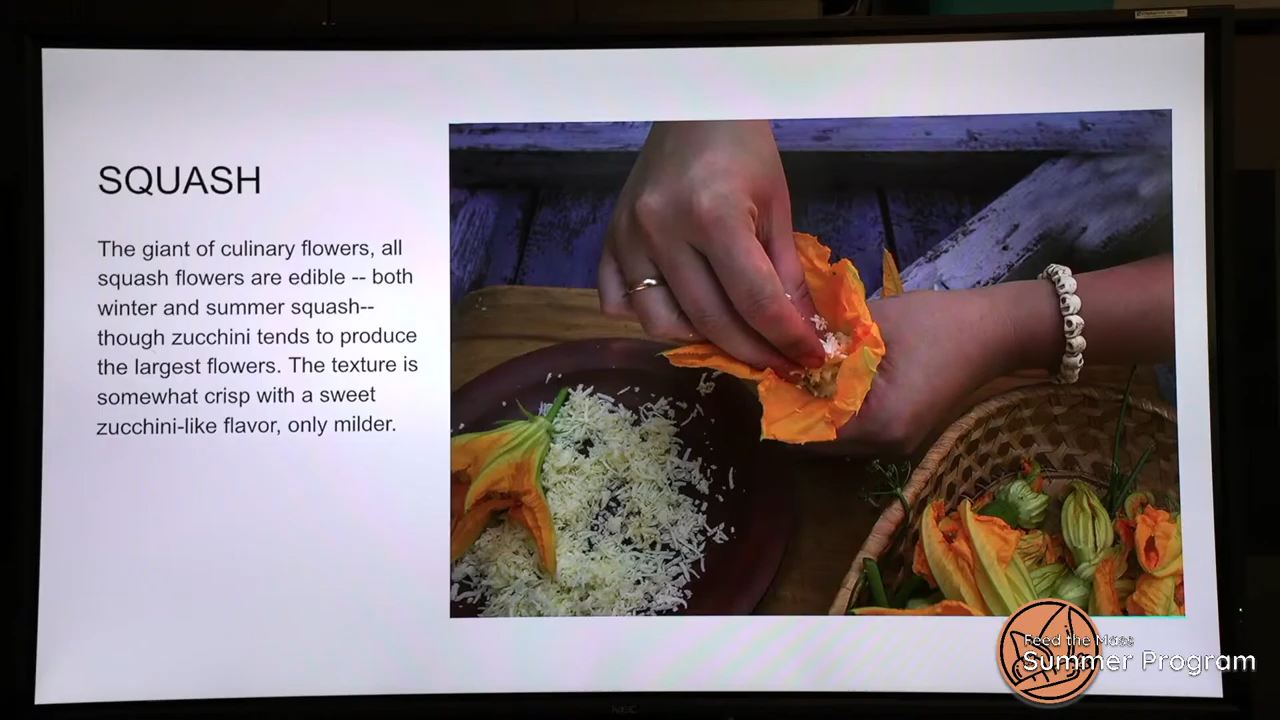 SQUASH
The giant of culinary flowers, all
squash flowers are edible -- both
winter and summer squash--
though zucchini tends to produce
the largest flowers. The texture is
somewhat crisp with a sweet
zucchini-like flavor, only milder.
Feed the Mass
Summer Program
NEC